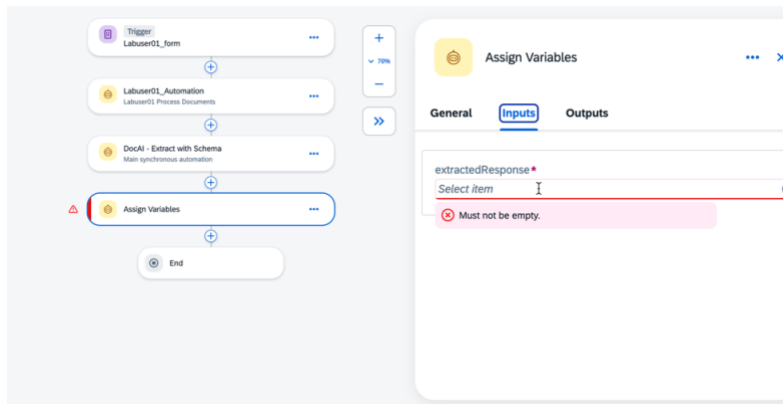 Trigger
Labuser01_form
Labuser01_Automation
Labuser01 Process Documents
DocAI - Extract with Schema
Main synchronous automation
Assign Variables
End
70%
Assign Variables
General
Inputs
Outputs
extractedResponse*
Select item
Must not be empty.